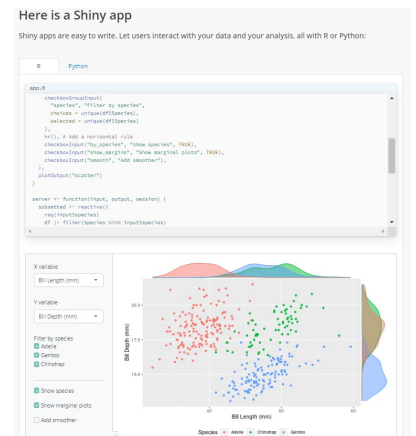 Here is a Shiny app
Shiny apps are easy to write. Let users interact with your data and your analysis, all with R or Python:
R Python
app.R
checkboxGroupInput(
"species", "Filter by species",
choices = unique(df$Species),
selected = unique(df$Species)
),
hr(), # Add a horizontal rule
checkboxInput("by_species", "Show species", TRUE),
checkboxInput("show_margins", "Show marginal plots", TRUE),
checkboxInput("smooth", "Add smoother"),
),
plotOutput("scatter")
)
server <- function(input, output, session) {
subsetted <- reactive({
req(input$species)
df |> filter(Species %in% input$species)
X variable
Bill Length (mm)
Y variable
Bill Depth (mm)
Filter by species
Adelie
Gentoo
Chinstrap
Show species
Show marginal plots
Add smoother
Bill Depth (mm)
20.0
17.5
15.0
40 50 60
Bill Length (mm)
Species Adelie Chinstrap Gentoo